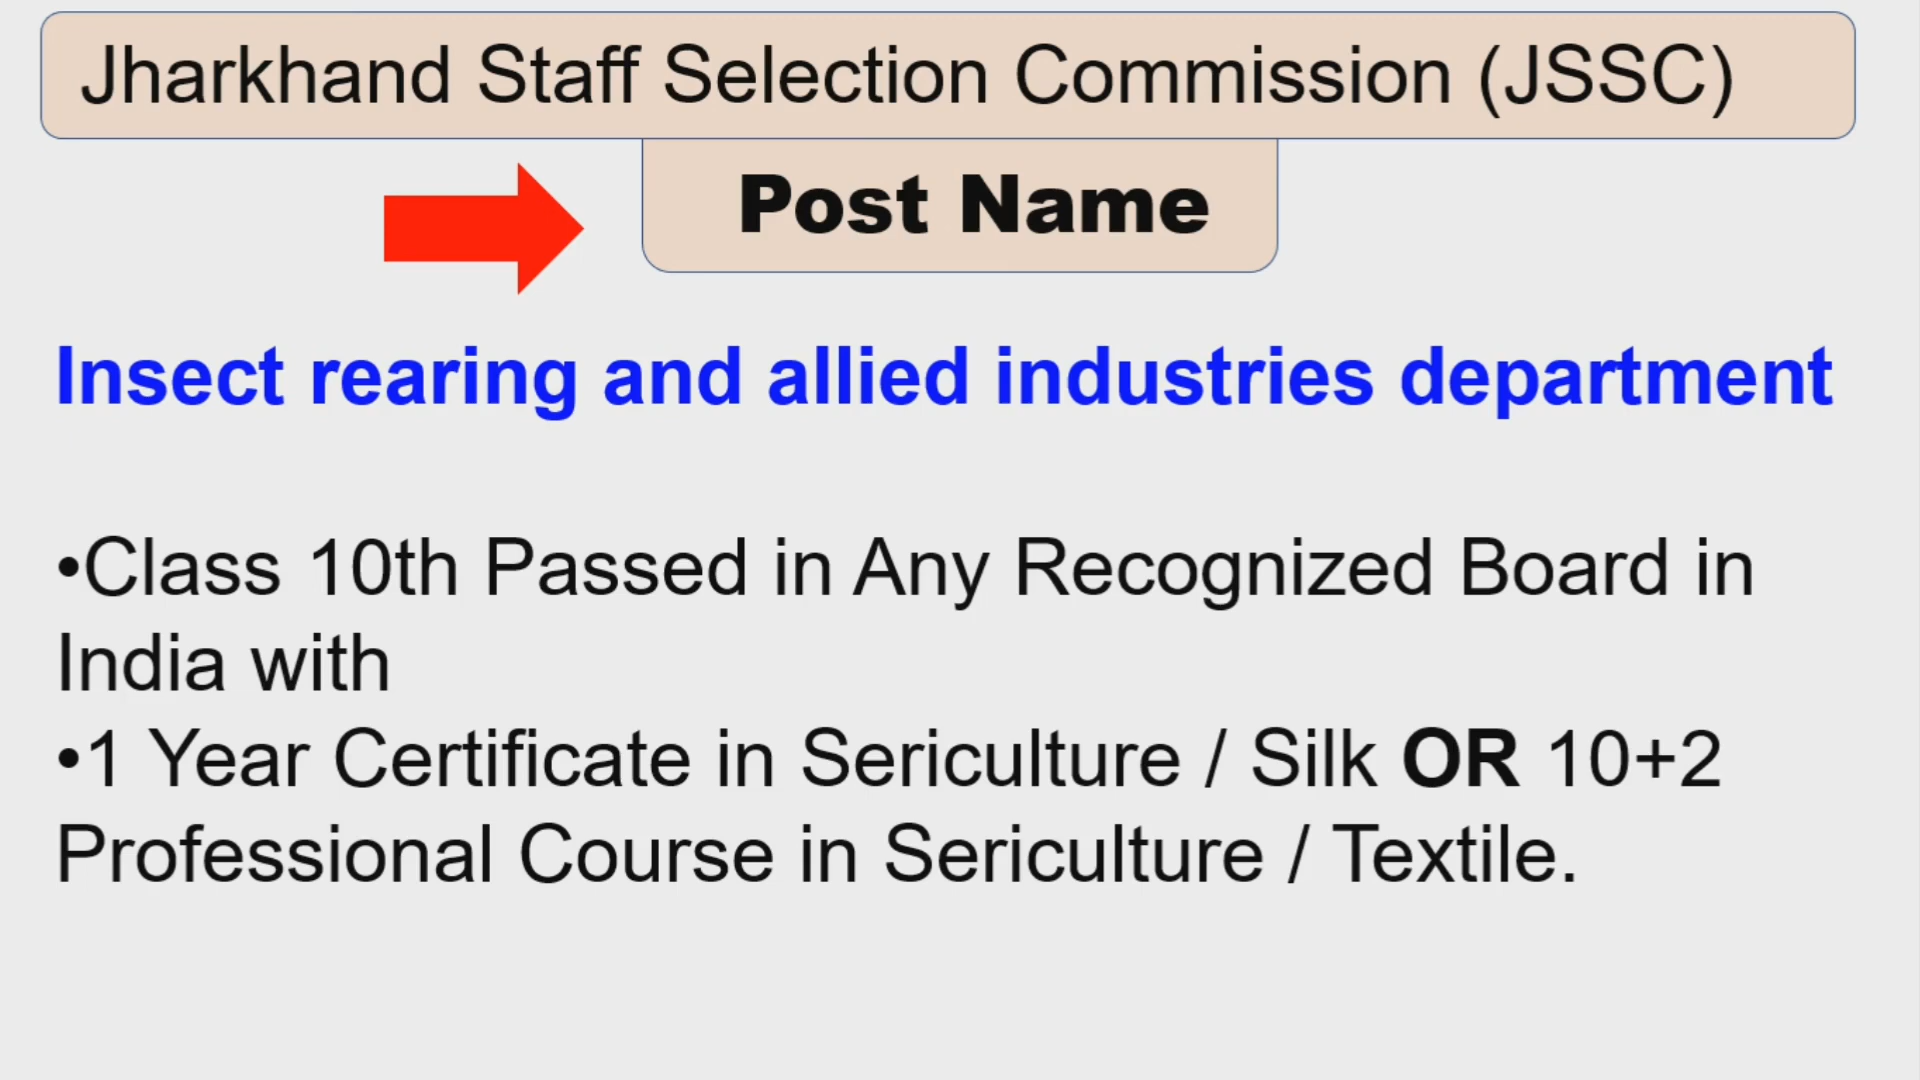 Jharkhand Staff Selection Commission (JSSC)
Post Name
Insect rearing and allied industries department
•Class 10th Passed in Any Recognized Board in
India with
•1 Year Certificate in Sericulture / Silk OR 10+2
Professional Course in Sericulture / Textile.